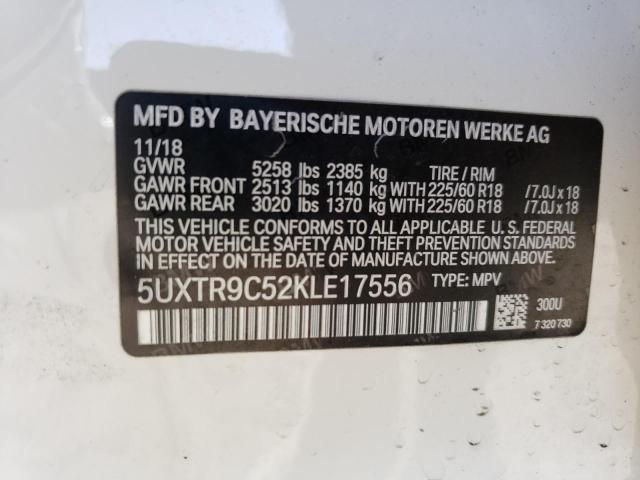 MFD BY BAYERISCHE MOTOREN WERKE AG
11/18
GVWR 5258 lbs 2385 kg TIRE / RIM
GAWR FRONT 2513 lbs 1140 kg WITH 225/60 R18 /7.0J x 18
GAWR REAR 3020 lbs 1370 kg WITH 225/60 R18 /7.0J x 18
THIS VEHICLE CONFORMS TO ALL APPLICABLE U. S. FEDERAL
MOTOR VEHICLE SAFETY AND THEFT PREVENTION STANDARDS
IN EFFECT ON THE DATE OF MANUFACTURE SHOWN ABOVE.
5UXTR9C52KLE17556 TYPE: MPV
300U
7 320 730